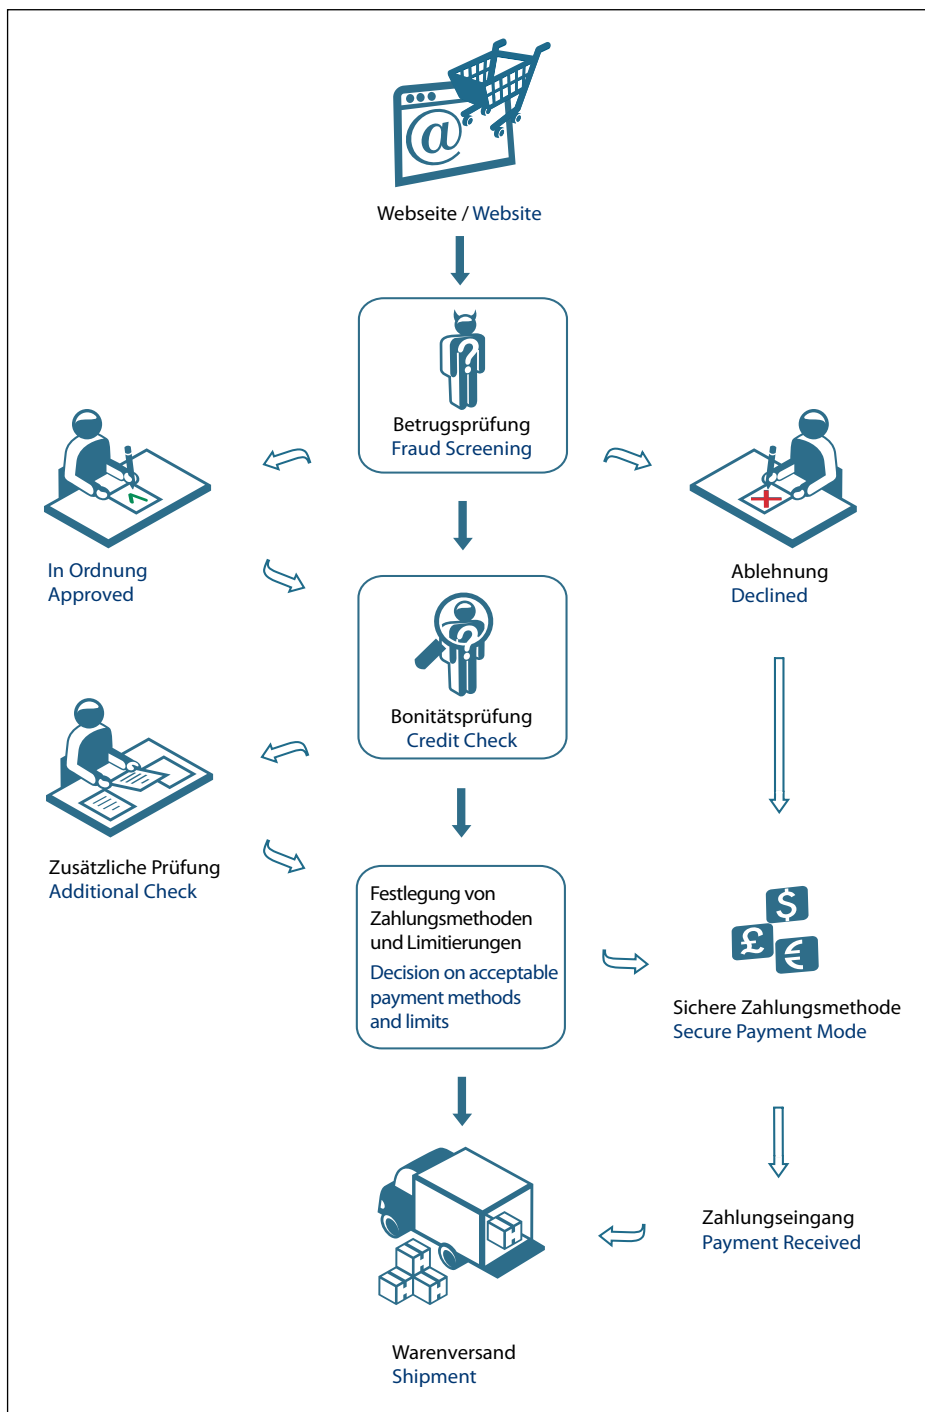 @
Webseite / Website
?
Betrugsprüfung
Fraud Screening
In Ordnung
Approved
Ablehnung
Declined
?
Bonitätsprüfung
Credit Check
Zusätzliche Prüfung
Additional Check
Festlegung von
Zahlungsmethoden
und Limitierungen
Decision on acceptable
payment methods
and limits
$
£
€
Sichere Zahlungsmethode
Secure Payment Mode
Zahlungseingang
Payment Received
Warenversand
Shipment